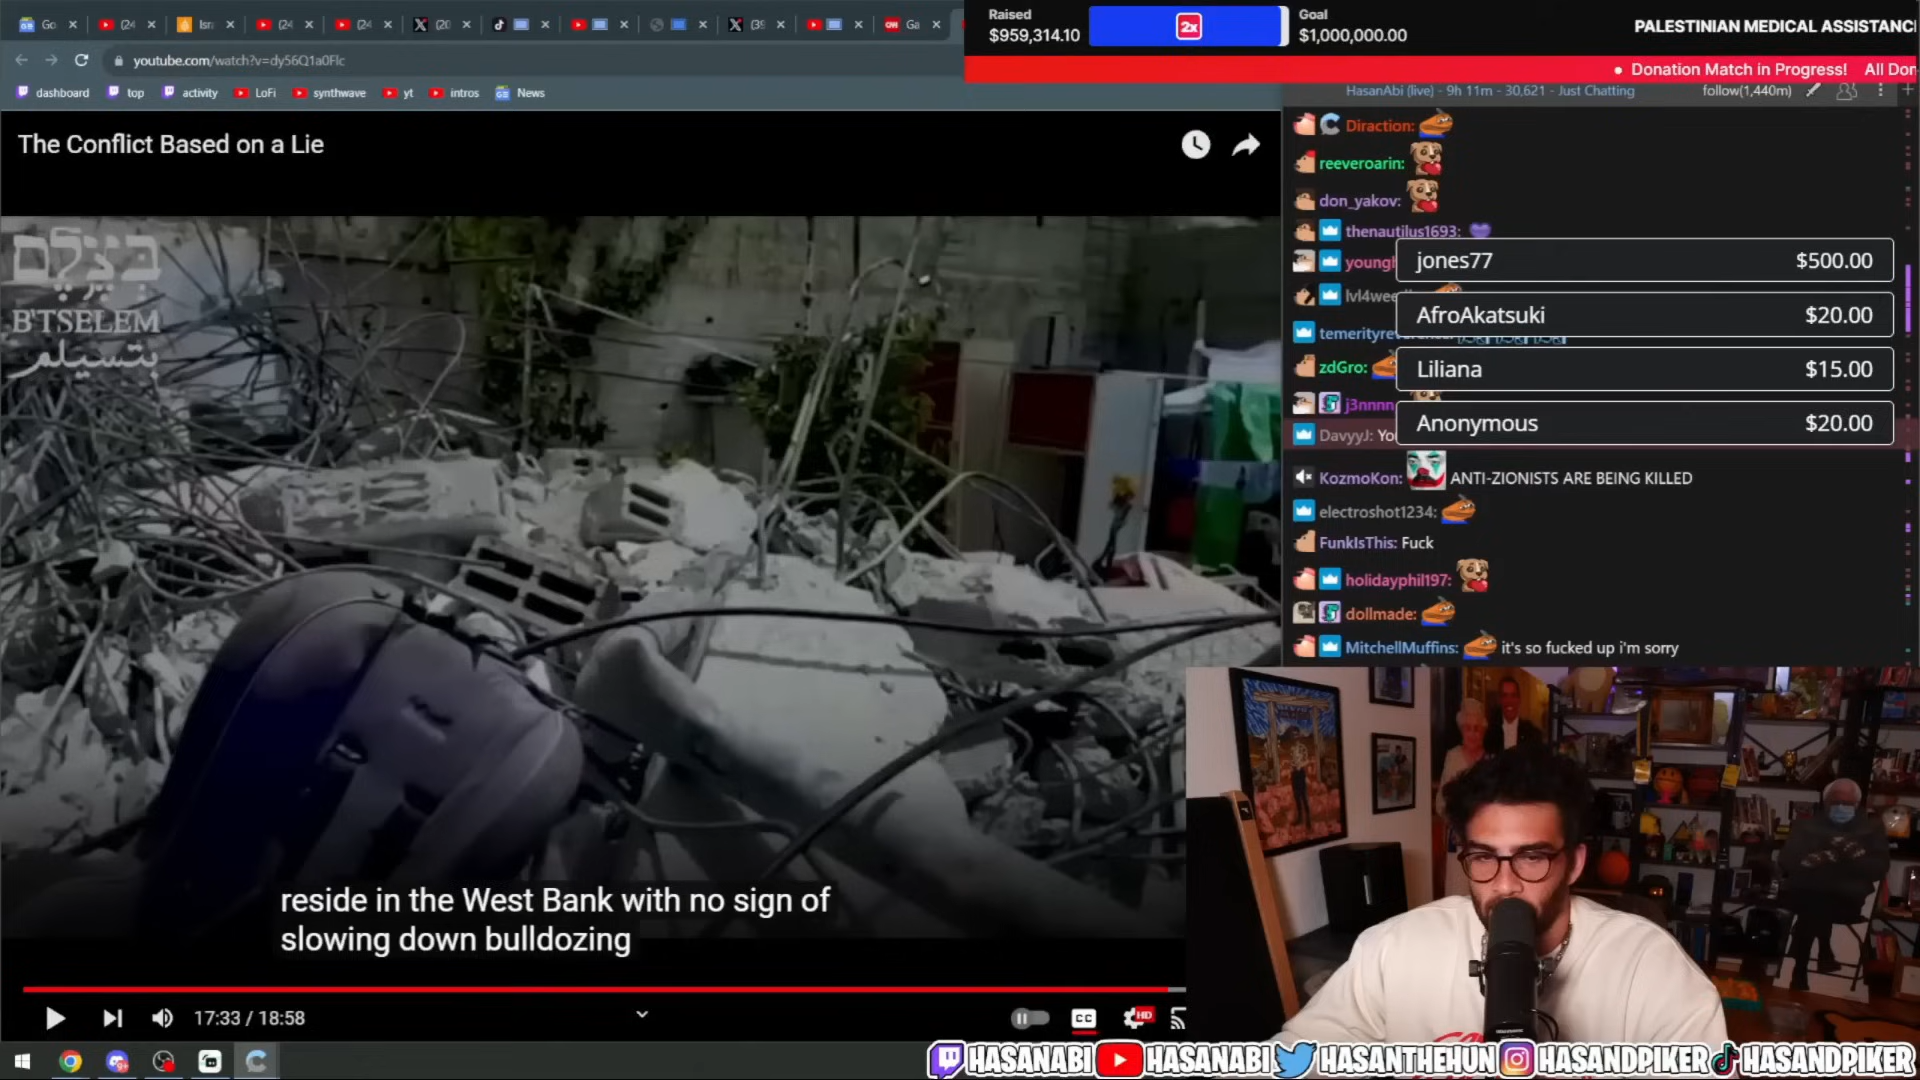 Raised
$959,314.10
2x
Goal
$1,000,000.00
PALESTINIAN MEDICAL ASSISTANC
Donation Match in Progress! All Don
youtube.com/watch?v=dy56Q1a0Flc
dashboard
top
activity
LoFi
synthwave
yt
intros
News
HasanAbi (live) - 9h 11m - 30,621 - Just Chatting
follow(1,440m)
The Conflict Based on a Lie
בצלם
B'TSELEM
بتسيلم
reside in the West Bank with no sign of
slowing down bulldozing
17:33 / 18:58
CC
HD
Diraction:
reeveroarin:
don_yakov:
thenautilus1693:
jones77 $500.00
AfroAkatsuki $20.00
zdGro:
Liliana $15.00
j3nnnn
DavyyJ: Yo
Anonymous $20.00
KozmoKon: ANTI-ZIONISTS ARE BEING KILLED
electroshot1234:
FunkIsThis: Fuck
holidayphil197:
dollmade:
MitchellMuffins: it's so fucked up i'm sorry
HASANABI
HASANABI
HASANTHEHUN
HASANDPIKER
HASANDPIKER